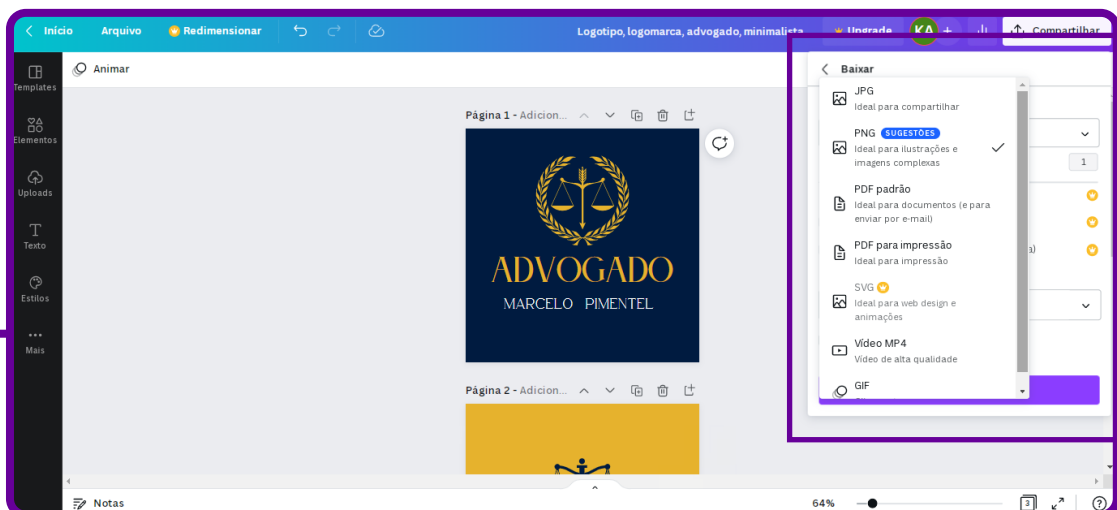 Início Arquivo Redimensionar Logotipo, logomarca, advogado, minimalista Upgrade KA + Compartilhar
Templates
Elementos
Uploads
Texto
Estilos
Mais
Animar
Página 1 - Adicion...
ADVOGADO
MARCELO PIMENTEL
Página 2 - Adicion...
Baixar
JPG
Ideal para compartilhar
PNG SUGESTÕES
Ideal para ilustrações e
imagens complexas
1
PDF padrão
Ideal para documentos (e para
enviar por e-mail)
PDF para impressão
Ideal para impressão
a)
SVG
Ideal para web design e
animações
Vídeo MP4
Vídeo de alta qualidade
GIF
Notas
64%
3
?